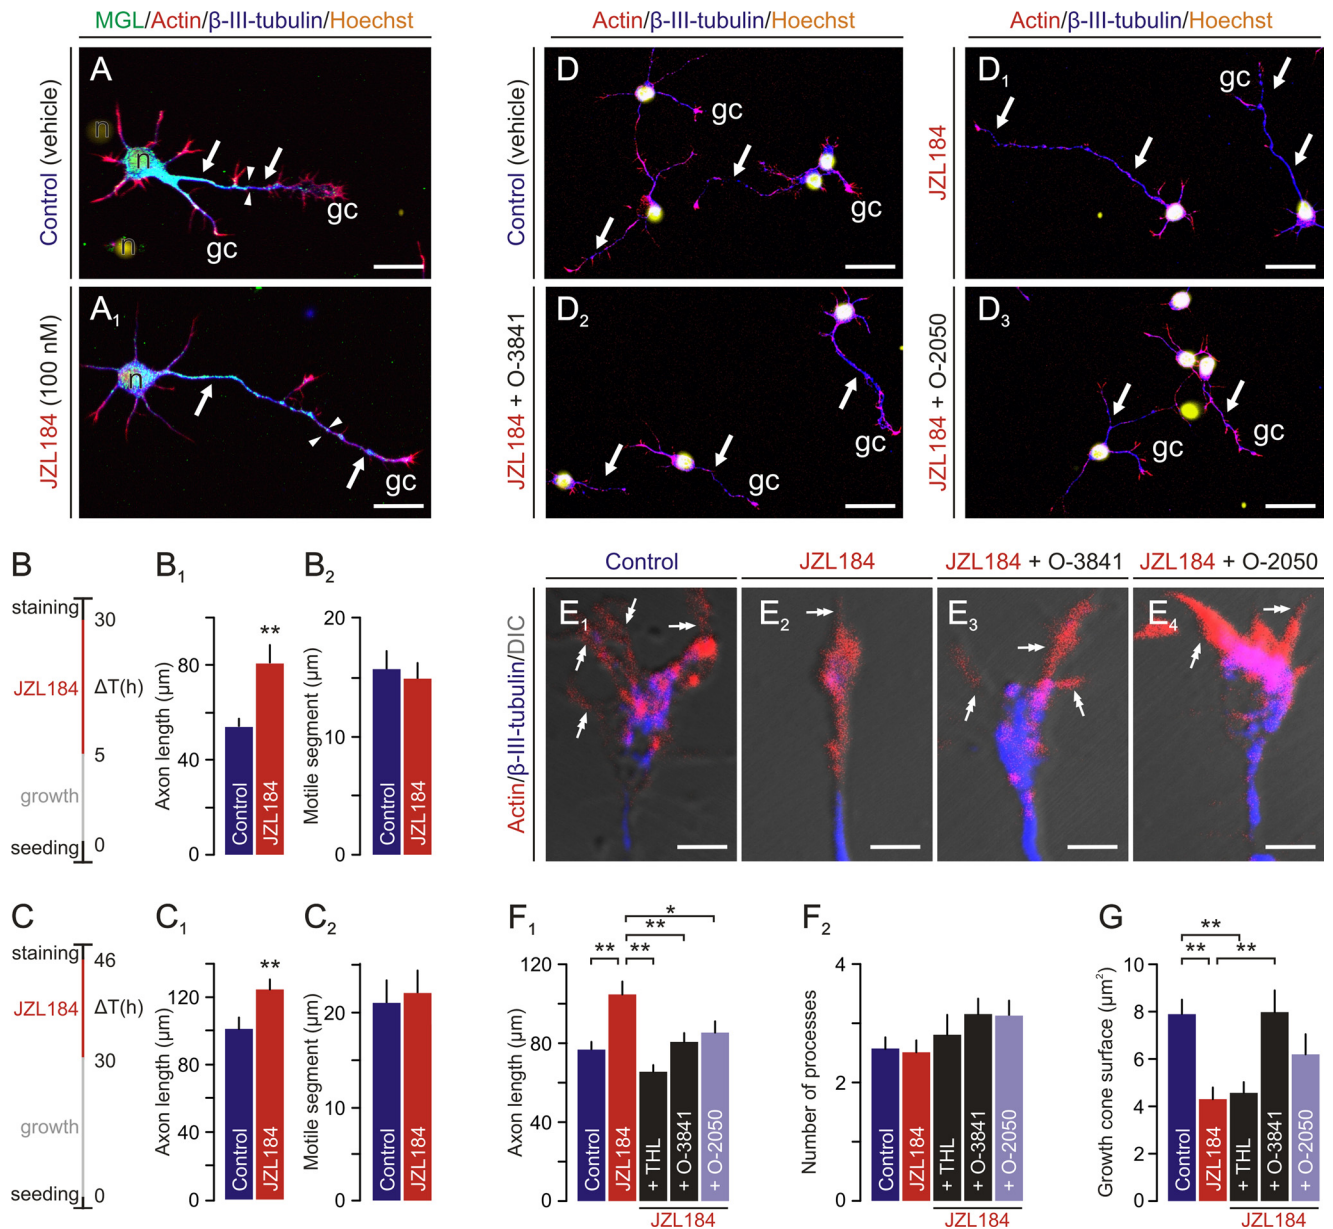 MGL/Actin/β-III-tubulin/Hoechst
Actin/β-III-tubulin/Hoechst
Actin/β-III-tubulin/Hoechst
Control (vehicle)
A
n
n
n
gc
gc
Control (vehicle)
D
gc
gc
JZL184
D1
gc
JZL184 (100 nM)
A1
n
gc
JZL184 + O-3841
D2
gc
gc
JZL184 + O-2050
D3
gc
gc
B
staining
30
JZL184
ΔT(h)
5
growth
0
seeding
B1
Axon length (μm)
80
40
0
**
Control
JZL184
B2
Motile segment (μm)
20
10
0
Control
JZL184
Actin/β-III-tubulin/DIC
Control
JZL184
JZL184 + O-3841
JZL184 + O-2050
E1
E2
E3
E4
C
staining
46
JZL184
ΔT(h)
30
growth
0
seeding
C1
Axon length (μm)
120
80
40
0
**
Control
JZL184
C2
Motile segment (μm)
20
10
0
Control
JZL184
F1
Axon length (μm)
120
80
40
0
*
**
** **
Control
JZL184
+ THL
+ O-3841
+ O-2050
JZL184
F2
Number of processes
4
2
0
Control
JZL184
+ THL
+ O-3841
+ O-2050
JZL184
G
Growth cone surface (μm²)
10
8
6
4
2
0
**
** **
Control
JZL184
+ THL
+ O-3841
+ O-2050
JZL184